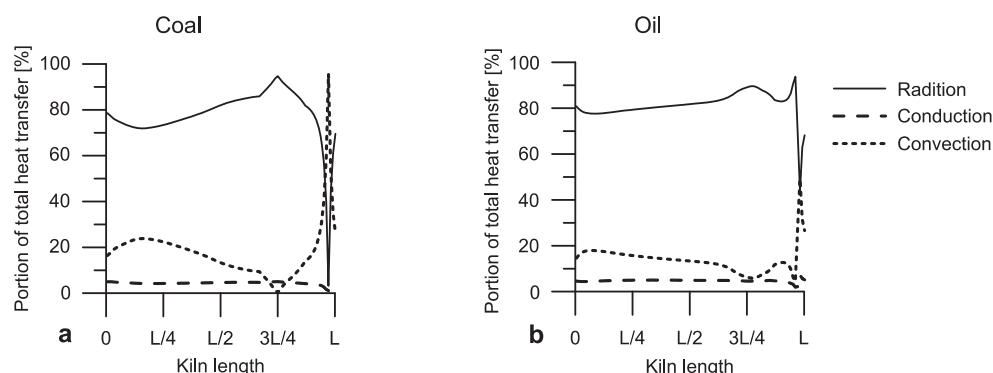 Coal
Portion of total heat transfer [%]
100
80
60
40
20
0
0 L/4 L/2 3L/4 L
Kiln length
a
Oil
Portion of total heat transfer [%]
100
80
60
40
20
0
0 L/4 L/2 3L/4 L
Kiln length
b
Radition
Conduction
Convection